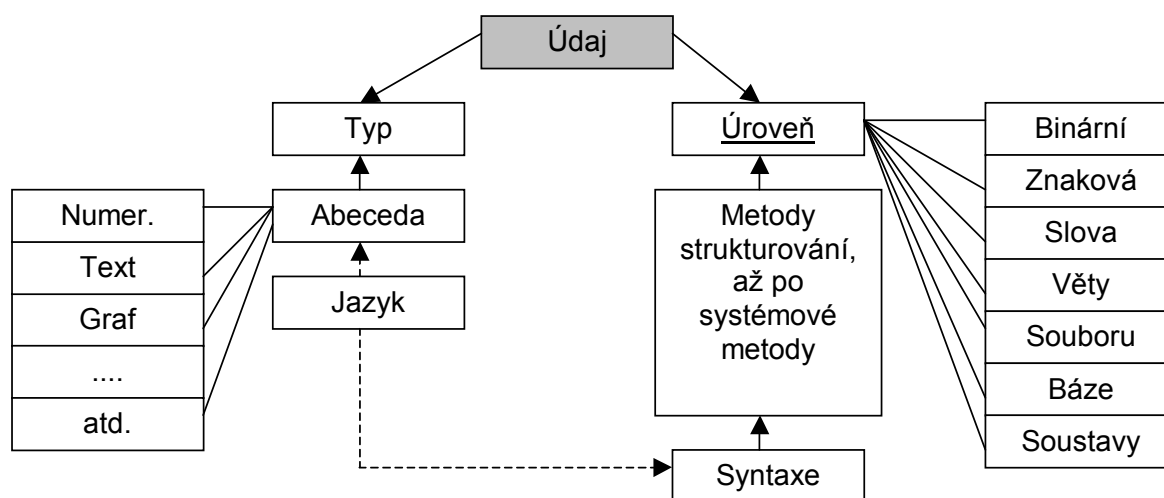 Údaj
Typ
Úroveň
Abeceda
Jazyk
Numer.
Text
Graf
....
atd.
Metody
strukturování,
až po
systémové
metody
Syntaxe
Binární
Znaková
Slova
Věty
Souboru
Báze
Soustavy